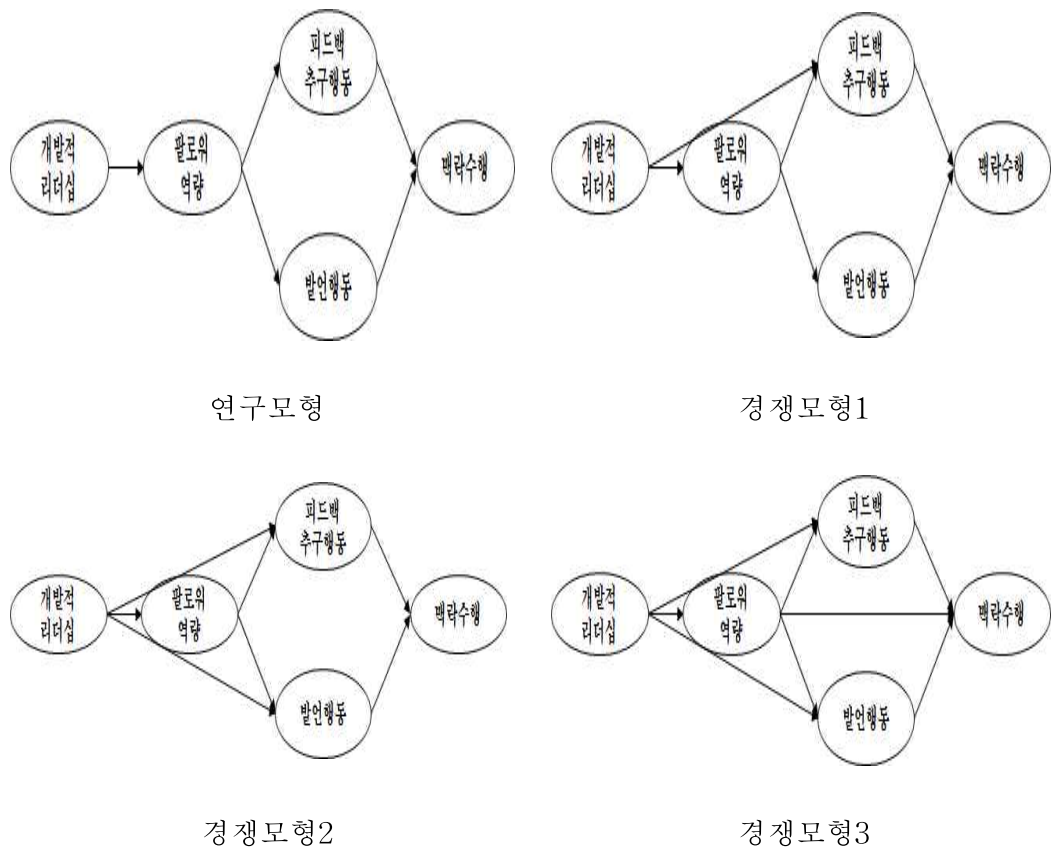 피드백
추구행동
개발적
리더십
팔로워
역량
맥락수행
발언행동
연구모형
피드백
추구행동
개발적
리더십
팔로워
역량
맥락수행
발언행동
경쟁모형1
피드백
추구행동
개발적
리더십
팔로워
역량
맥락수행
발언행동
경쟁모형2
피드백
추구행동
개발적
리더십
팔로워
역량
맥락수행
발언행동
경쟁모형3